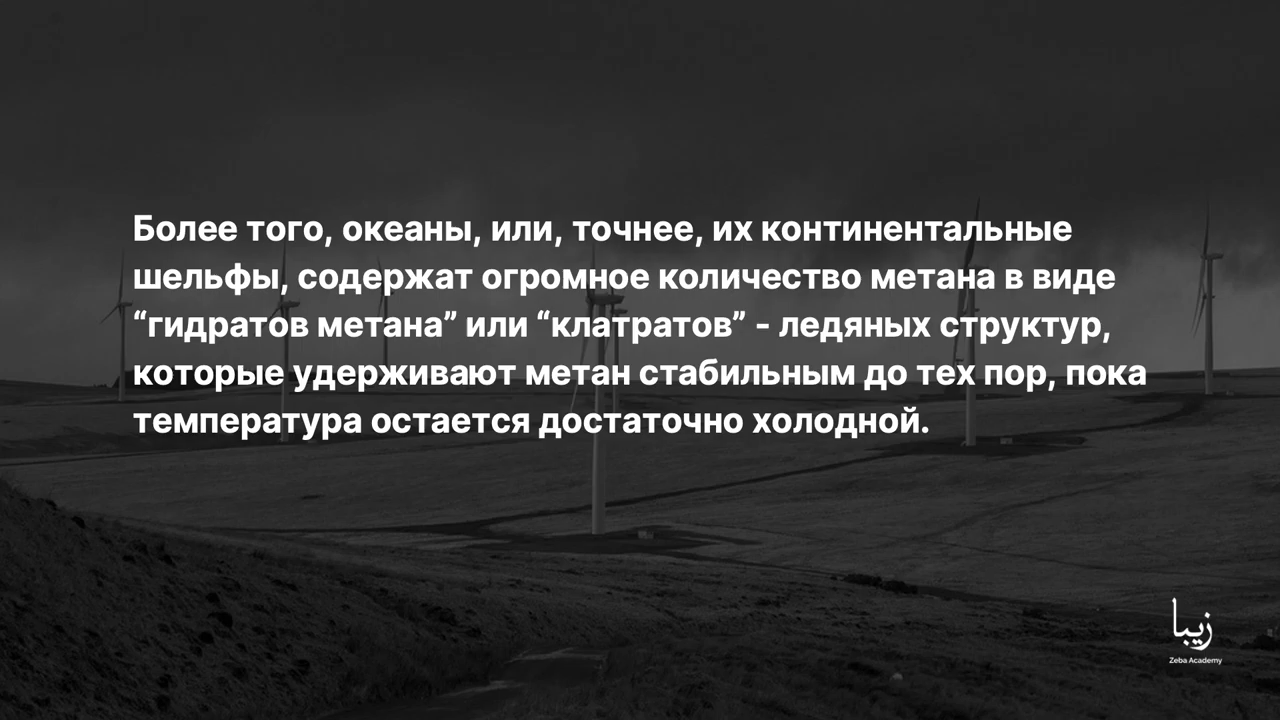 Более того, океаны, или, точнее, их континентальные
шельфы, содержат огромное количество метана в виде
“гидратов метана” или “клатратов” - ледяных структур,
которые удерживают метан стабильным до тех пор, пока
температура остается достаточно холодной.
زیبا
Zeba Academy